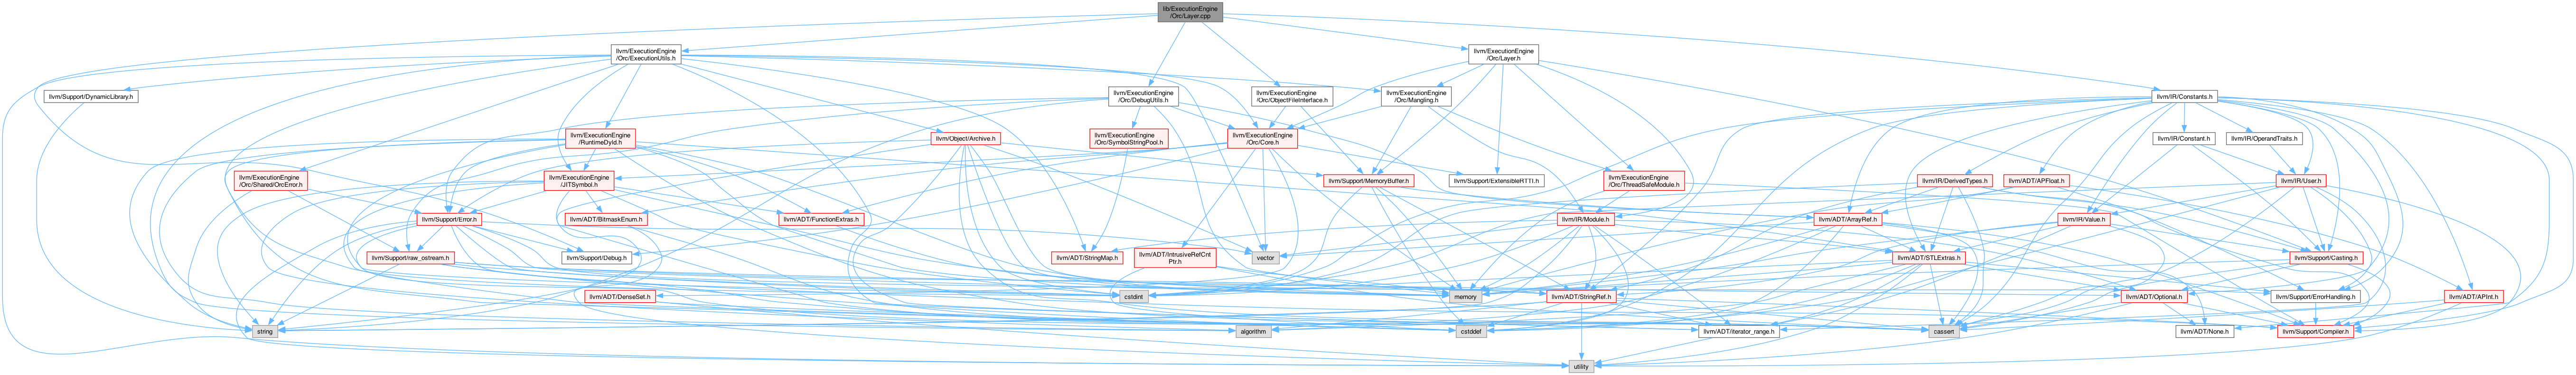 lib/ExecutionEngine
/Orc/Layer.cpp
llvm/ExecutionEngine
/Orc/ExecutionUtils.h
llvm/ExecutionEngine
/Orc/Layer.h
llvm/Support/DynamicLibrary.h
llvm/ExecutionEngine
/Orc/DebugUtils.h
llvm/ExecutionEngine
/Orc/ObjectFileInterface.h
llvm/ExecutionEngine
/Orc/Mangling.h
llvm/IR/Constants.h
llvm/ExecutionEngine
/RuntimeDyld.h
llvm/Object/Archive.h
llvm/ExecutionEngine
/Orc/SymbolStringPool.h
llvm/ExecutionEngine
/Orc/Core.h
llvm/IR/Constant.h
llvm/IR/OperandTraits.h
llvm/ExecutionEngine
/Orc/Shared/OrcError.h
llvm/ExecutionEngine
/JITSymbol.h
llvm/Support/MemoryBuffer.h
llvm/Support/ExtensibleRTTI.h
llvm/ExecutionEngine
/Orc/ThreadSafeModule.h
llvm/IR/DerivedTypes.h
llvm/ADT/APFloat.h
llvm/IR/User.h
llvm/Support/Error.h
llvm/ADT/BitmaskEnum.h
llvm/ADT/FunctionExtras.h
llvm/IR/Module.h
llvm/ADT/ArrayRef.h
llvm/IR/Value.h
llvm/Support/raw_ostream.h
llvm/Support/Debug.h
llvm/ADT/StringMap.h
llvm/ADT/IntrusiveRefCnt
Ptr.h
vector
llvm/ADT/STLExtras.h
llvm/Support/Casting.h
llvm/ADT/DenseSet.h
cstdint
memory
llvm/ADT/StringRef.h
llvm/ADT/Optional.h
llvm/Support/ErrorHandling.h
llvm/ADT/APInt.h
string
algorithm
cstddef
llvm/ADT/iterator_range.h
cassert
llvm/ADT/None.h
llvm/Support/Compiler.h
utility